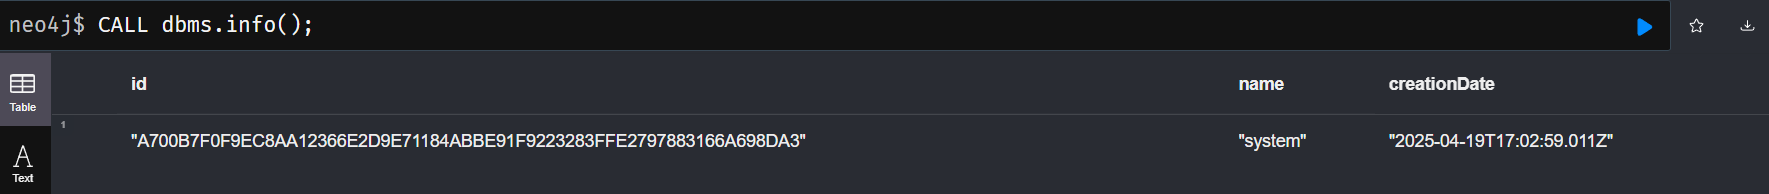 neo4j$ CALL dbms.info();
Table
id name creationDate
1 "A700B7F0F9EC8AA12366E2D9E71184ABBE91F9223283FFE2797883166A698DA3" "system" "2025-04-19T17:02:59.011Z"
A
Text